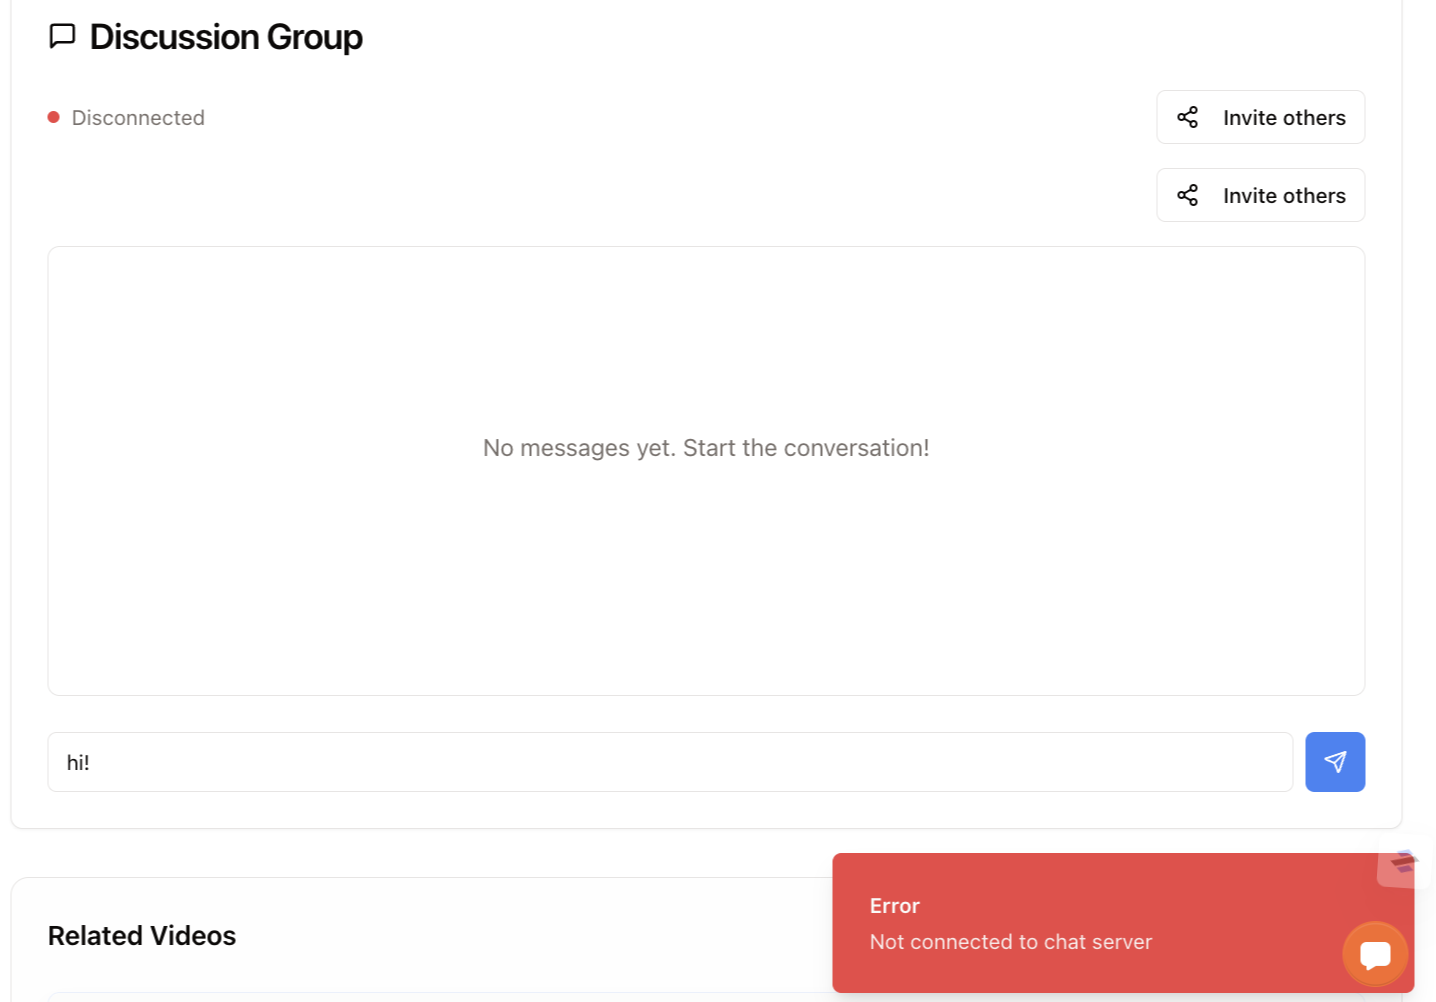 Discussion Group
Disconnected
Invite others
Invite others
No messages yet. Start the conversation!
hi!
Related Videos
Error
Not connected to chat server